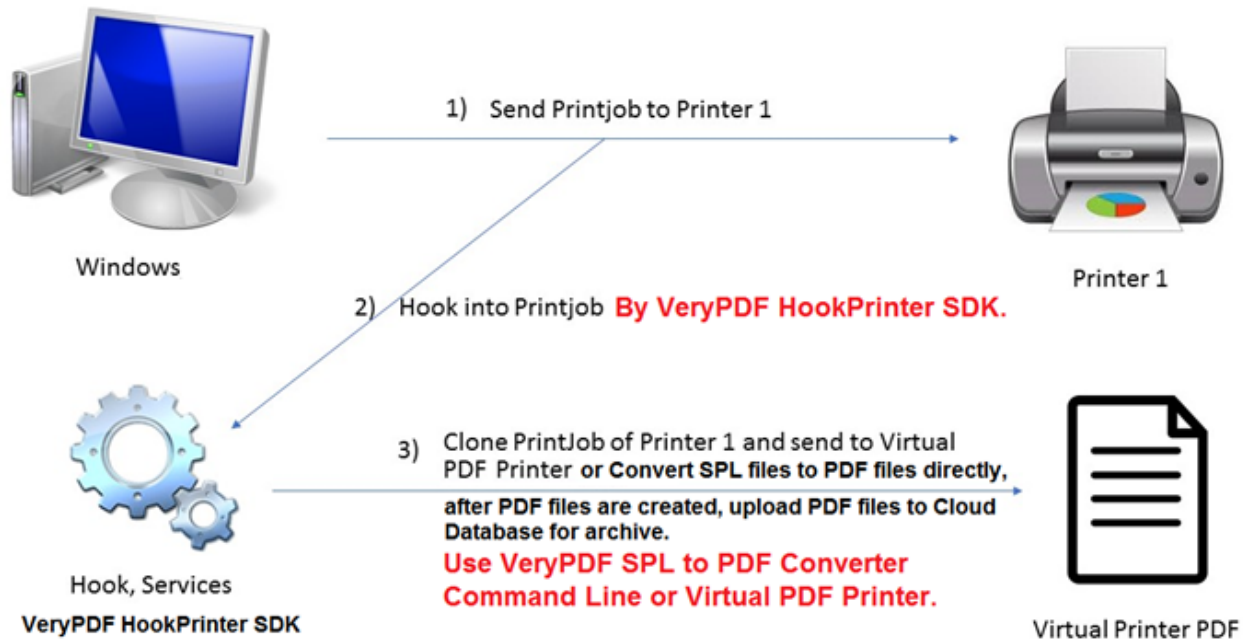 1) Send Printjob to Printer 1
Windows
Printer 1
2) Hook into Printjob By VeryPDF HookPrinter SDK.
3) Clone PrintJob of Printer 1 and send to Virtual
PDF Printer or Convert SPL files to PDF files directly,
after PDF files are created, upload PDF files to Cloud
Database for archive.
Use VeryPDF SPL to PDF Converter
Command Line or Virtual PDF Printer.
Hook, Services
VeryPDF HookPrinter SDK
Virtual Printer PDF